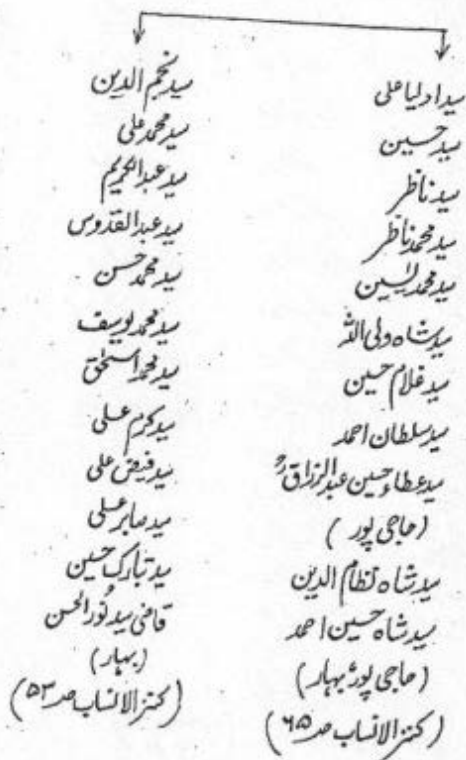 سید اولیا علی
سید حسین
سید ناظر
سید محمد ناظر
سید محمد یٰسین
سید شاہ ولی اللہ
سید غلام حسین
سید سلطان احمد
سید عطاء حسین عبدالرزاقؒ
(حاجی پور)
سید شاہ نظام الدین
سید شاہ حسین احمد
(حاجی پور، بہار)
(کنز الانساب صہ ۶۵)
سید نجم الدین
سید محمد علی
سید عبدالکریم
سید عبدالقدوس
سید محمد حسن
سید محمد یوسف
سید محمد اسحٰق
سید کرم علی
سید فیض علی
سید صابر علی
سید تبارک حسین
قاضی سید نور الحسن
(بہار)
(کنز الانساب صہ ۵۳)